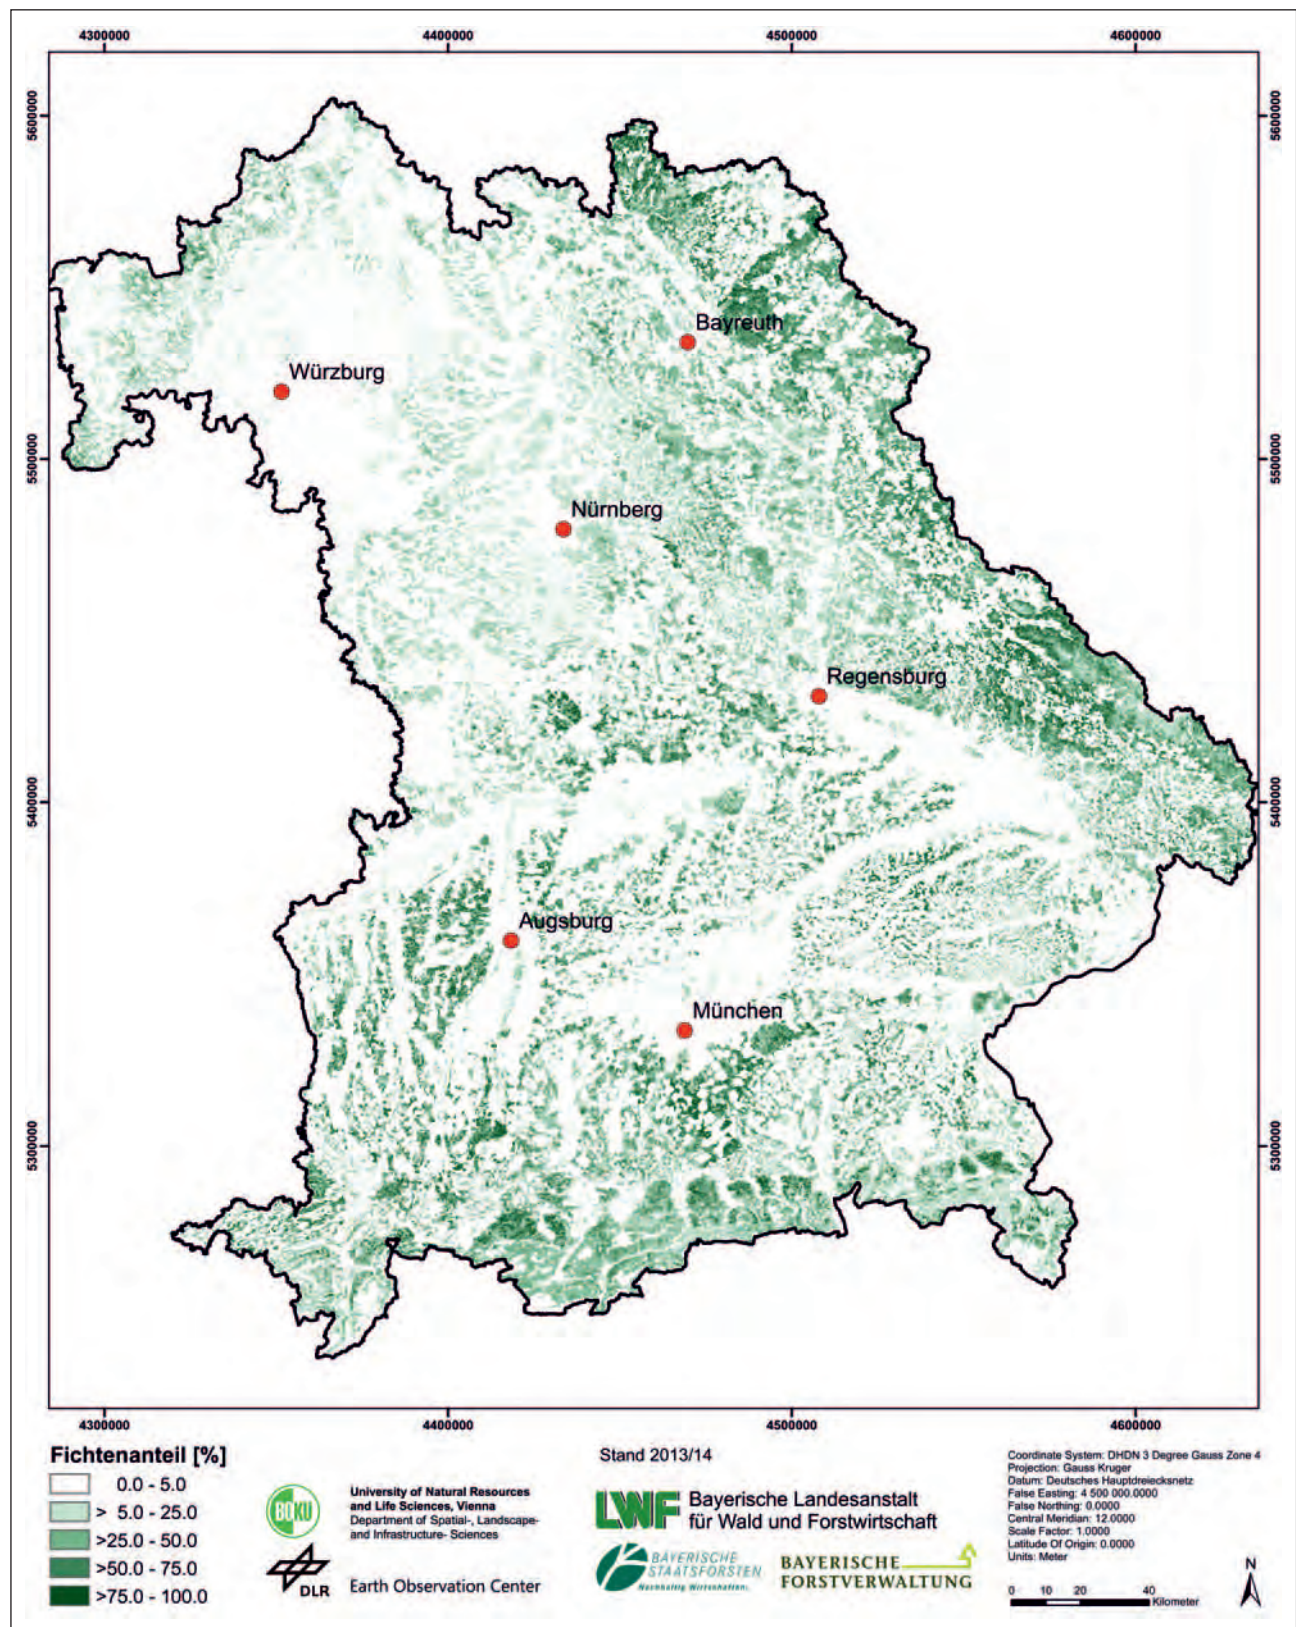 4300000 4400000 4500000 4600000
5600000 5600000
Bayreuth
Würzburg
5500000 5500000
Nürnberg
Regensburg
5400000 5400000
Augsburg
München
5300000 5300000
4300000 4400000 4500000 4600000
Fichtenanteil [%]
0.0 - 5.0
> 5.0 - 25.0
>25.0 - 50.0
>50.0 - 75.0
>75.0 - 100.0
BOKU
University of Natural Resources
and Life Sciences, Vienna
Department of Spatial-, Landscape-
and Infrastructure- Sciences
DLR
Earth Observation Center
Stand 2013/14
LWF
Bayerische Landesanstalt
für Wald und Forstwirtschaft
BAYERISCHE
STAATSFORSTEN
Nachhaltig Wirtschaften.
BAYERISCHE
FORSTVERWALTUNG
Coordinate System: DHDN 3 Degree Gauss Zone 4
Projection: Gauss Kruger
Datum: Deutsches Hauptdreiecksnetz
False Easting: 4 500 000.0000
False Northing: 0.0000
Central Meridian: 12.0000
Scale Factor: 1.0000
Latitude Of Origin: 0.0000
Units: Meter
0 10 20 40
Kilometer
N